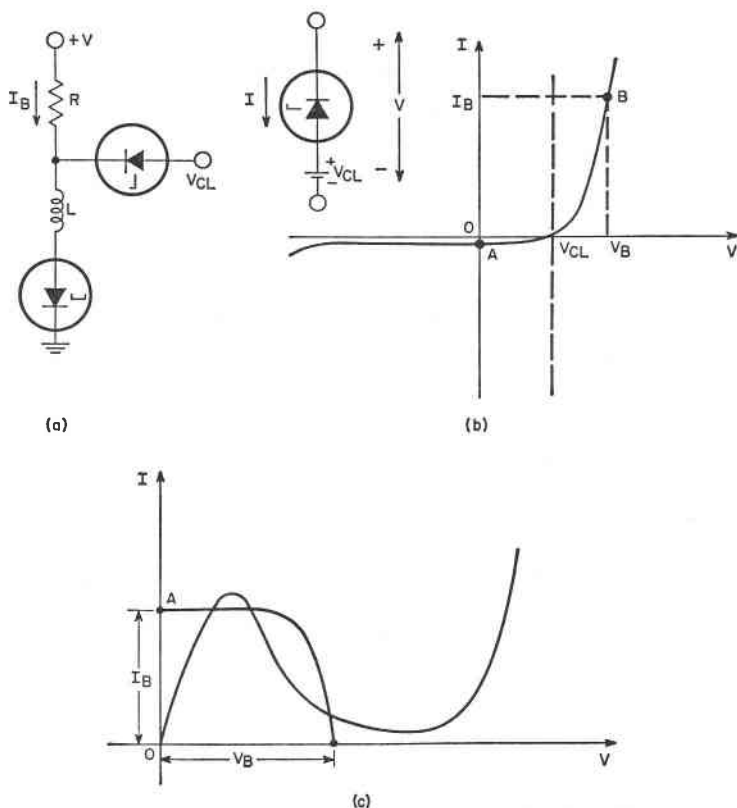 +V
I_B
R
V_CL
L
(a)
I
+
V
-
+
V_CL
-
I
I_B
B
O
A
V_CL
V_B
V
(b)
I
A
I_B
O
V_B
V
(c)